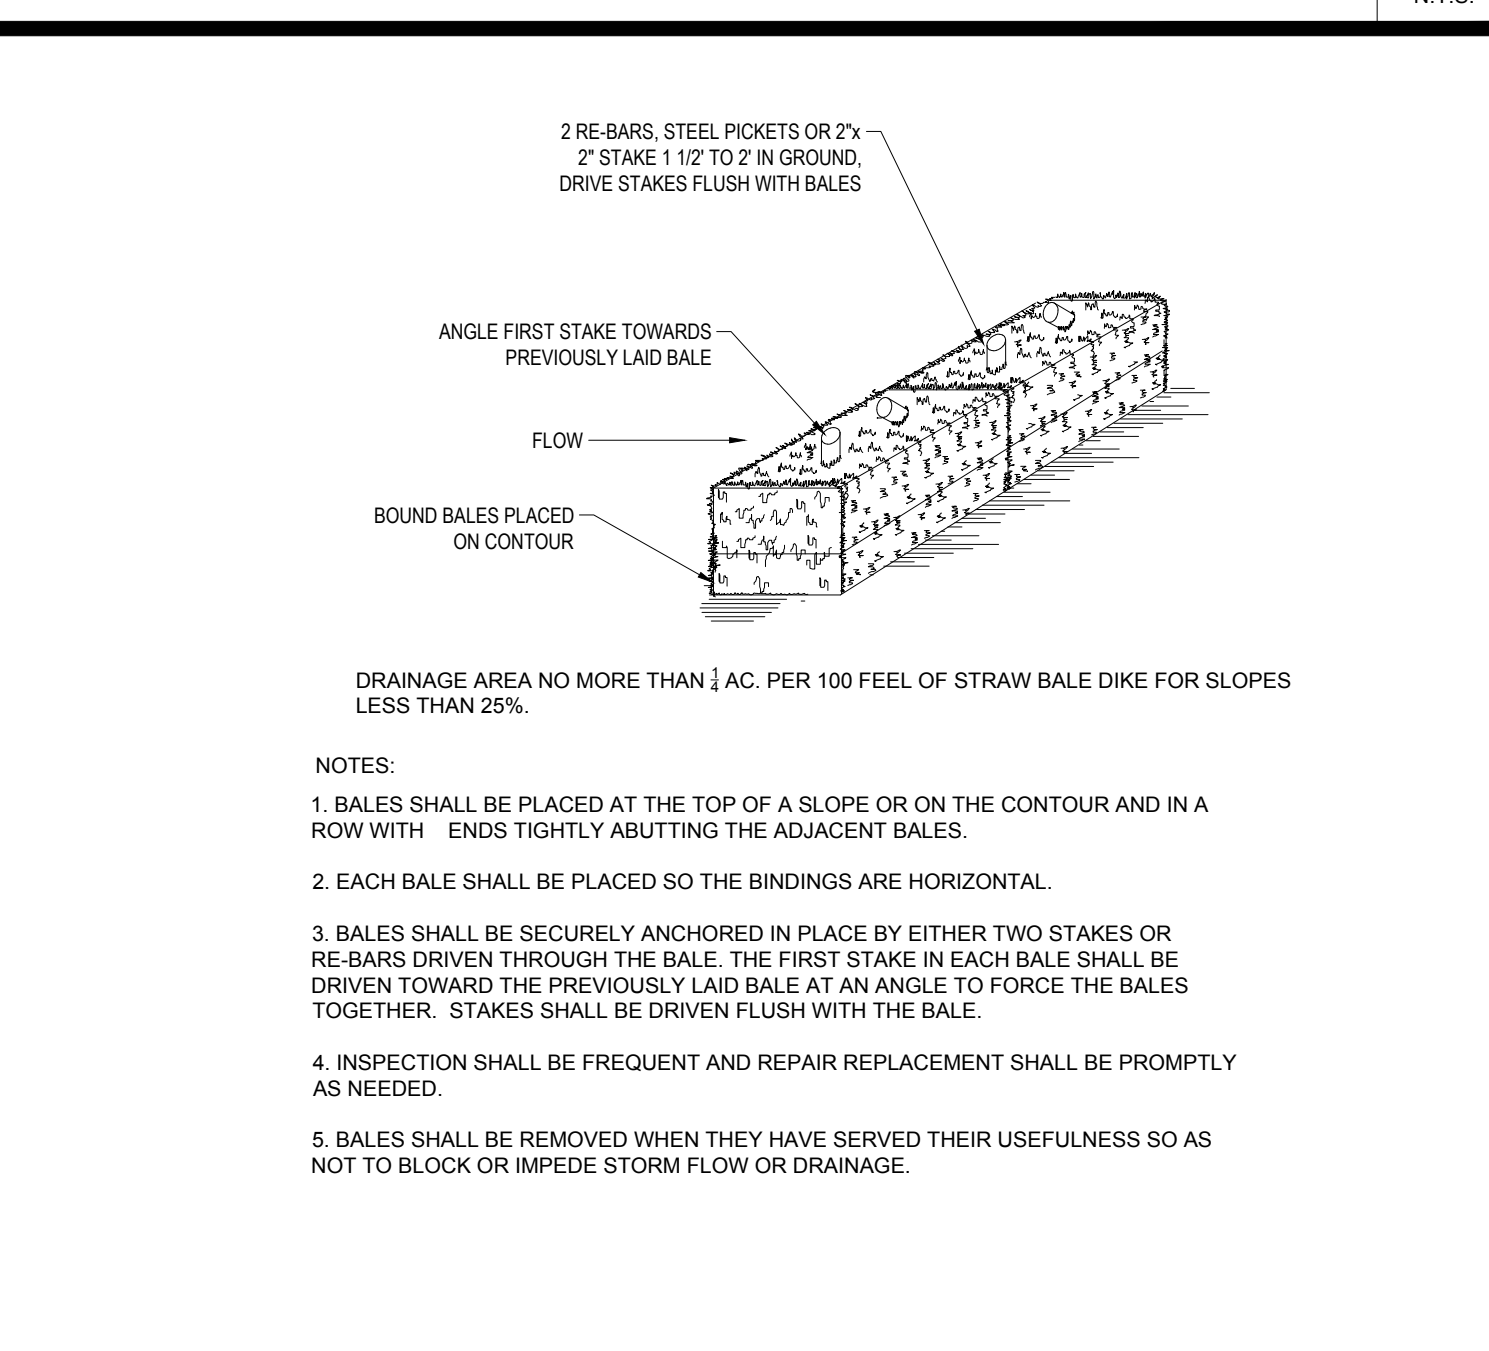 2 RE-BARS, STEEL PICKETS OR 2"x
2" STAKE 1 1/2' TO 2' IN GROUND,
DRIVE STAKES FLUSH WITH BALES
ANGLE FIRST STAKE TOWARDS
PREVIOUSLY LAID BALE
FLOW
BOUND BALES PLACED
ON CONTOUR
DRAINAGE AREA NO MORE THAN 1/4 AC. PER 100 FEEL OF STRAW BALE DIKE FOR SLOPES
LESS THAN 25%.
NOTES:
1. BALES SHALL BE PLACED AT THE TOP OF A SLOPE OR ON THE CONTOUR AND IN A
ROW WITH    ENDS TIGHTLY ABUTTING THE ADJACENT BALES.
2. EACH BALE SHALL BE PLACED SO THE BINDINGS ARE HORIZONTAL.
3. BALES SHALL BE SECURELY ANCHORED IN PLACE BY EITHER TWO STAKES OR
RE-BARS DRIVEN THROUGH THE BALE. THE FIRST STAKE IN EACH BALE SHALL BE
DRIVEN TOWARD THE PREVIOUSLY LAID BALE AT AN ANGLE TO FORCE THE BALES
TOGETHER.  STAKES SHALL BE DRIVEN FLUSH WITH THE BALE.
4. INSPECTION SHALL BE FREQUENT AND REPAIR REPLACEMENT SHALL BE PROMPTLY
AS NEEDED.
5. BALES SHALL BE REMOVED WHEN THEY HAVE SERVED THEIR USEFULNESS SO AS
NOT TO BLOCK OR IMPEDE STORM FLOW OR DRAINAGE.